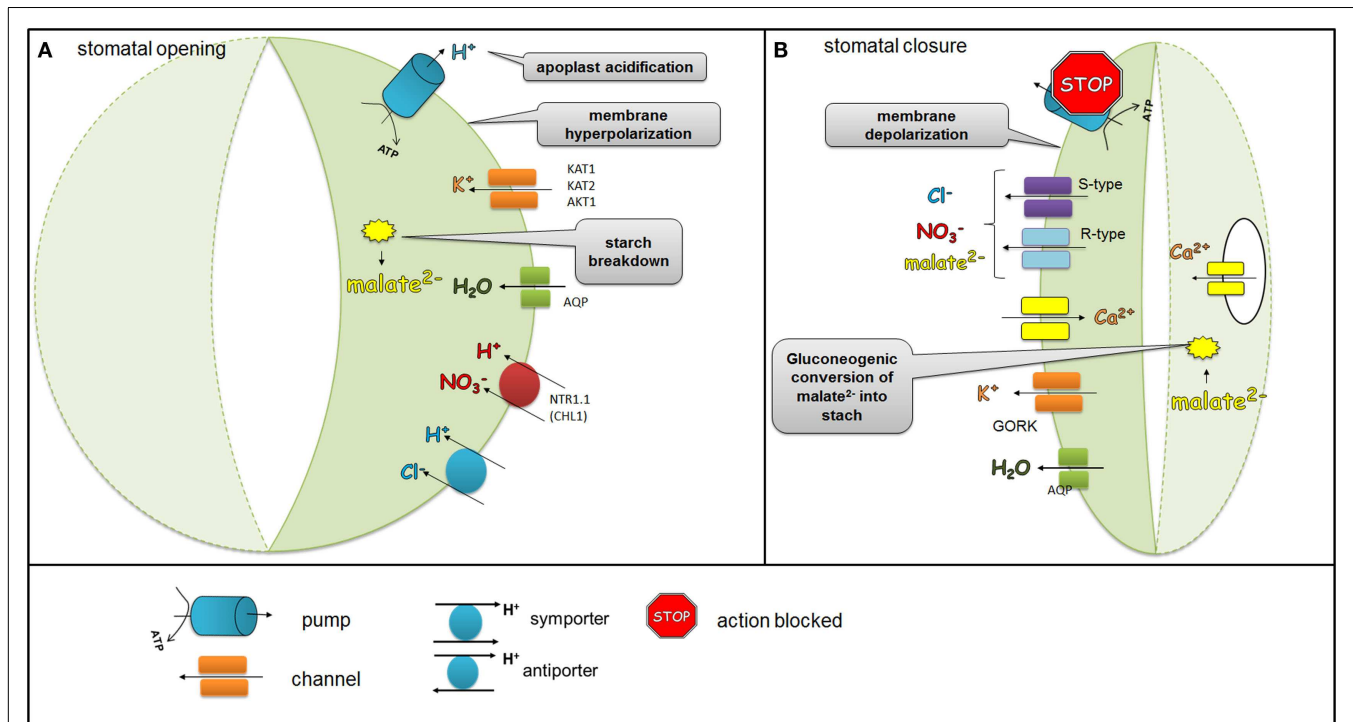 A stomatal opening
H⁺
apoplast acidification
membrane
hyperpolarization
ATP
K⁺
KAT1
KAT2
AKT1
starch
breakdown
malate²⁻
H₂O
AQP
H⁺
NO₃⁻
NTR1.1
(CHL1)
H⁺
Cl⁻
B stomatal closure
STOP
ATP
membrane
depolarization
Cl⁻
NO₃⁻
malate²⁻
S-type
R-type
Ca²⁺
Ca²⁺
Gluconeogenic
conversion of
malate²⁻ into
stach
malate²⁻
K⁺
GORK
H₂O
AQP
ATP
pump
channel
H⁺
symporter
H⁺
antiporter
STOP
action blocked